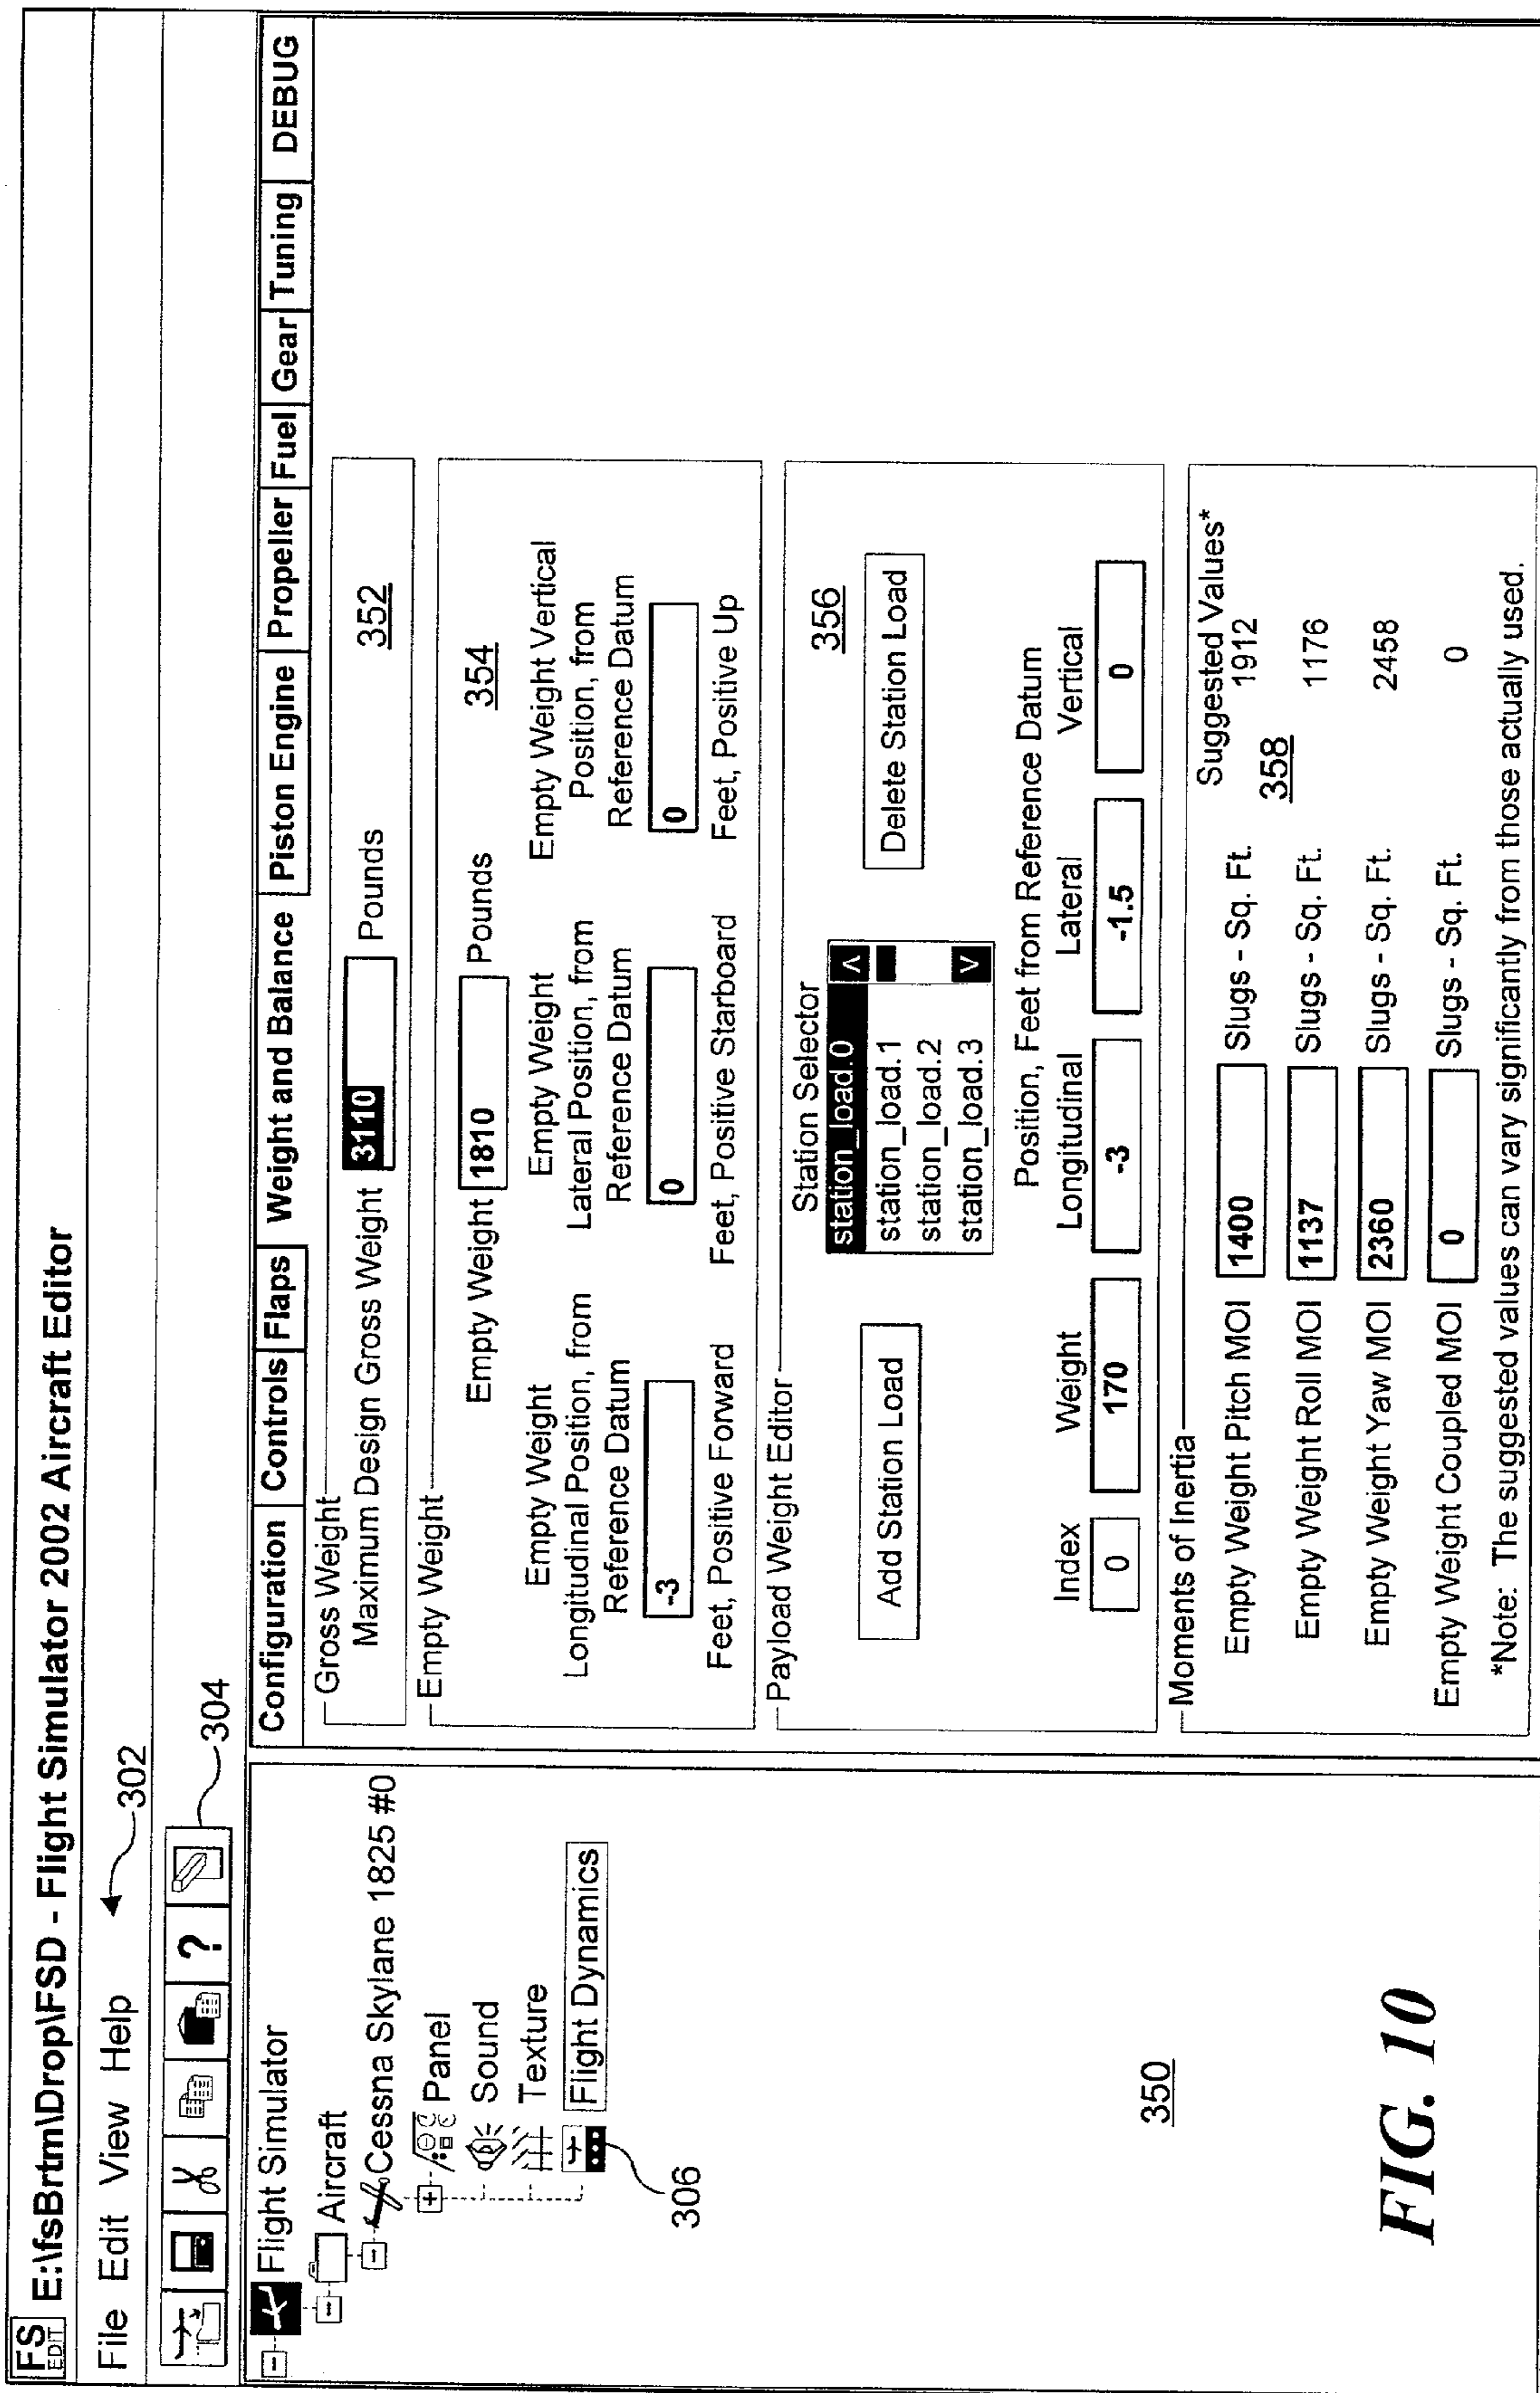 FS EDIT E:\fsBrtm\Drop\FSD - Flight Simulator 2002 Aircraft Editor
File Edit View Help
302
?
304
Flight Simulator
Aircraft
Cessna Skylane 1825 #0
Panel
Sound
Texture
Flight Dynamics
306
350
Configuration Controls Flaps Weight and Balance Piston Engine Propeller Fuel Gear Tuning DEBUG
Gross Weight
Maximum Design Gross Weight 3110 Pounds 352
Empty Weight
Empty Weight 1810 Pounds 354
Empty Weight
Longitudinal Position, from
Reference Datum
-3
Feet, Positive Forward
Empty Weight
Lateral Position, from
Reference Datum
0
Feet, Positive Starboard
Empty Weight Vertical
Position, from
Reference Datum
0
Feet, Positive Up
Payload Weight Editor
356
Station Selector
Add Station Load
station_load.0
station_load.1
station_load.2
station_load.3
Delete Station Load
Position, Feet from Reference Datum
Index Weight Longitudinal Lateral Vertical
0 170 -3 -1.5 0
Moments of Inertia
Suggested Values*
Empty Weight Pitch MOI 1400 Slugs - Sq. Ft. 1912
358
Empty Weight Roll MOI 1137 Slugs - Sq. Ft. 1176
Empty Weight Yaw MOI 2360 Slugs - Sq. Ft. 2458
Empty Weight Coupled MOI 0 Slugs - Sq. Ft. 0
*Note: The suggested values can vary significantly from those actually used.
FIG. 10